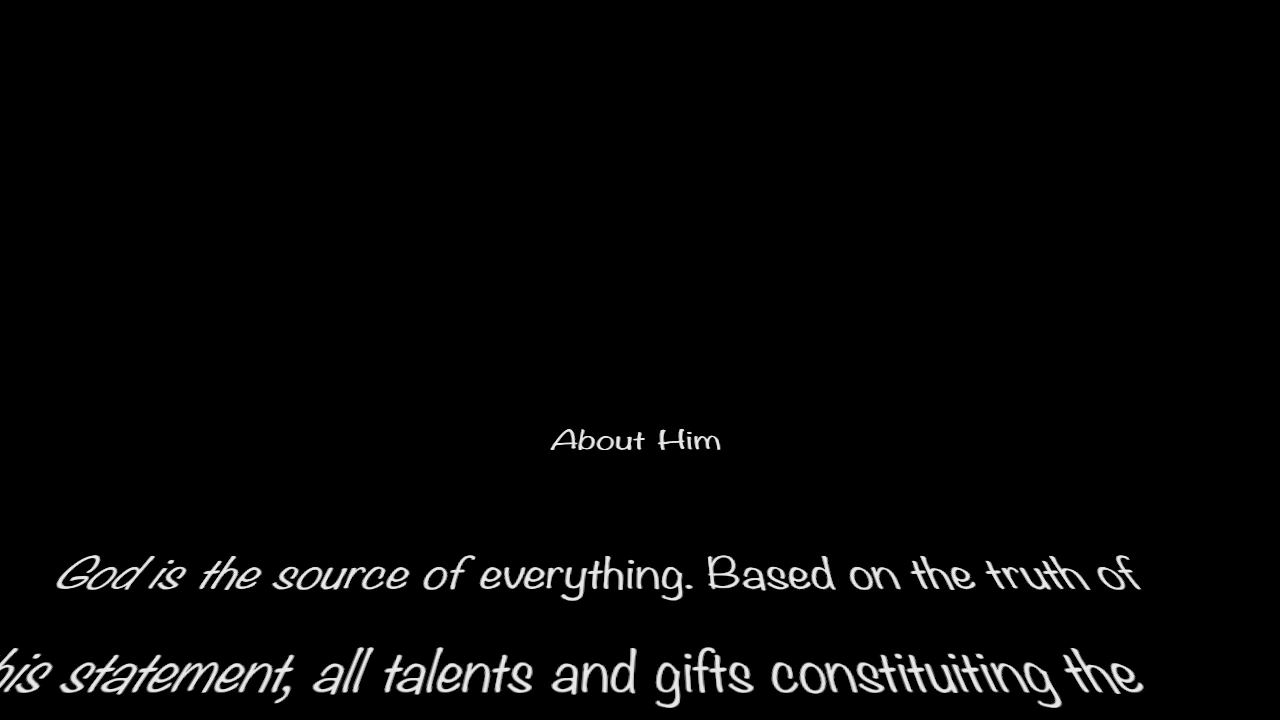 About Him
God is the source of everything. Based on the truth of
his statement, all talents and gifts constituiting the